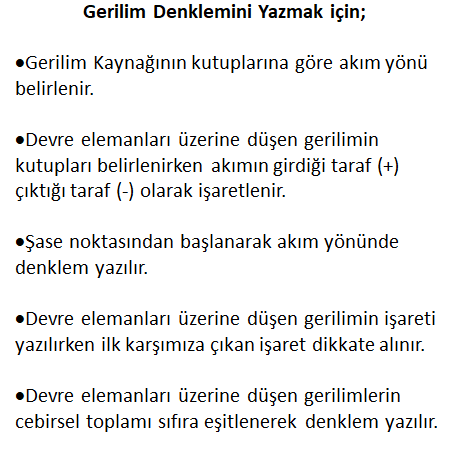 Gerilim Denklemini Yazmak için;
•Gerilim Kaynağının kutuplarına göre akım yönü
belirlenir.
•Devre elemanları üzerine düşen gerilimin
kutupları belirlenirken akımın girdiği taraf (+)
çıktığı taraf (-) olarak işaretlenir.
•Şase noktasından başlanarak akım yönünde
denklem yazılır.
•Devre elemanları üzerine düşen gerilimin işareti
yazılırken ilk karşımıza çıkan işaret dikkate alınır.
•Devre elemanları üzerine düşen gerilimlerin
cebirsel toplamı sıfıra eşitlenerek denklem yazılır.